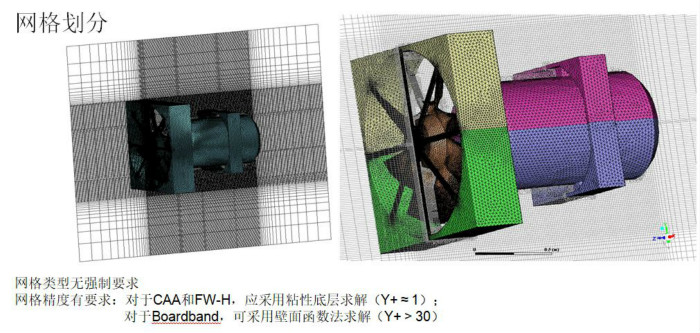 网格划分
0
0.5 (m)
网格类型无强制要求
网格精度有要求：对于CAA和FW-H，应采用粘性底层求解（Y+ ≈ 1）；
对于Boardband，可采用壁面函数法求解（Y+ > 30）